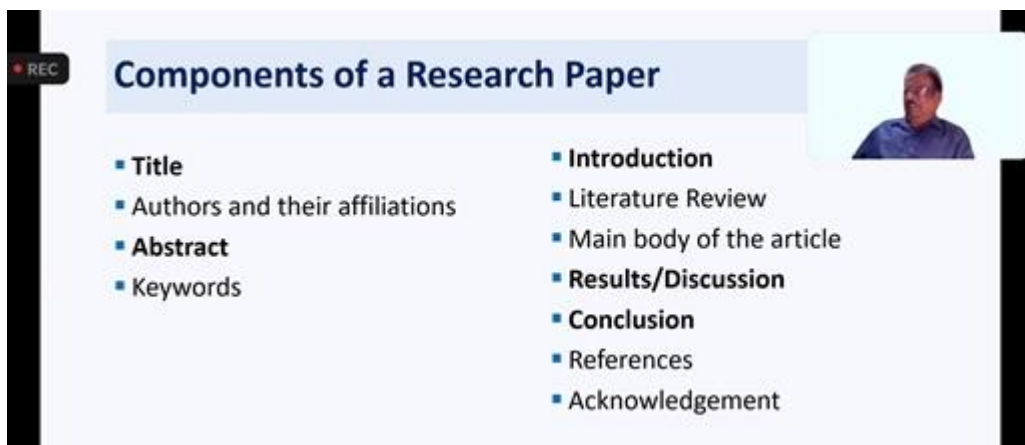 REC
Components of a Research Paper
Title
Authors and their affiliations
Abstract
Keywords
Introduction
Literature Review
Main body of the article
Results/Discussion
Conclusion
References
Acknowledgement